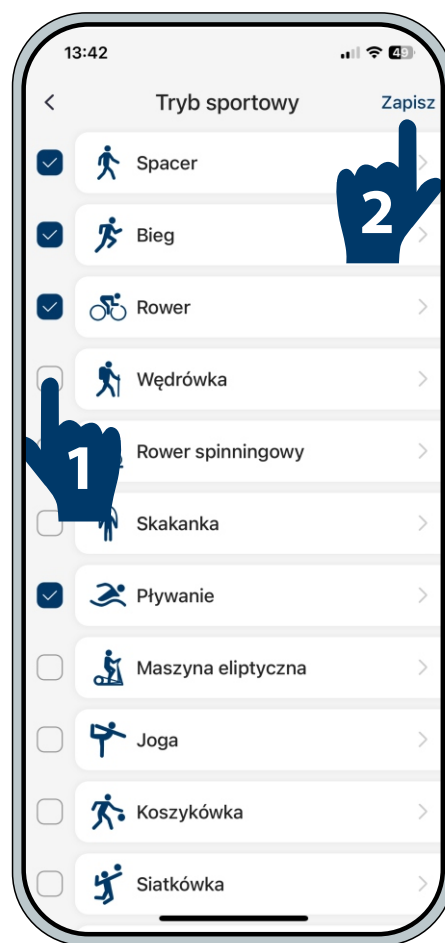 13:42
49
Tryb sportowy
Zapisz
Spacer
2
Bieg
Rower
Wędrówka
1
Rower spinningowy
Skakanka
Pływanie
Maszyna eliptyczna
Joga
Koszykówka
Siatkówka